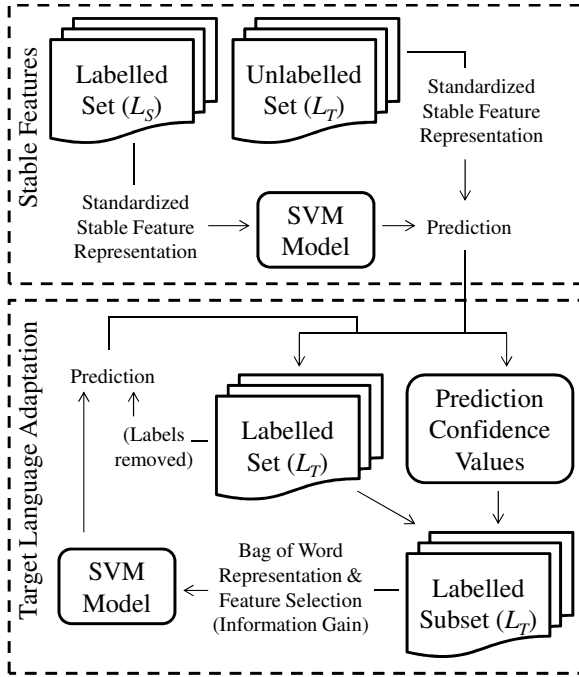 Stable Features
Labelled
Set (L_S)
Unlabelled
Set (L_T)
Standardized
Stable Feature
Representation
Standardized
Stable Feature
Representation
SVM
Model
Prediction
Target Language Adaptation
Prediction
(Labels
removed)
Labelled
Set (L_T)
Prediction
Confidence
Values
SVM
Model
Bag of Word
Representation &
Feature Selection
(Information Gain)
Labelled
Subset (L_T)